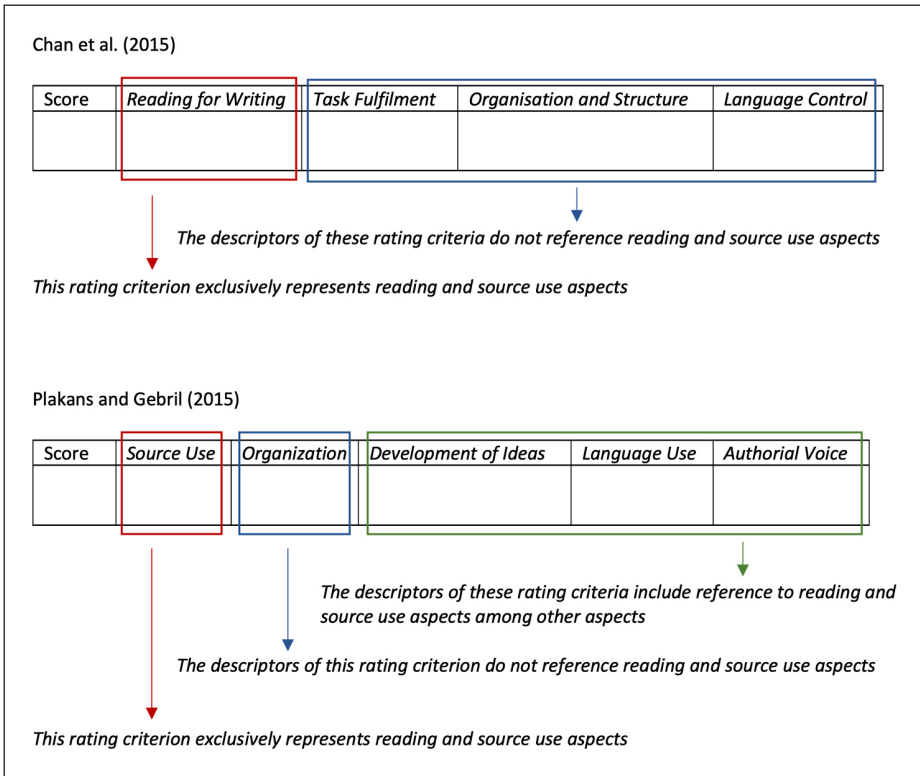 Chan et al. (2015)
Score Reading for Writing Task Fulfilment Organisation and Structure Language Control
The descriptors of these rating criteria do not reference reading and source use aspects
This rating criterion exclusively represents reading and source use aspects
Plakans and Gebril (2015)
Score Source Use Organization Development of Ideas Language Use Authorial Voice
The descriptors of these rating criteria include reference to reading and
source use aspects among other aspects
The descriptors of this rating criterion do not reference reading and source use aspects
This rating criterion exclusively represents reading and source use aspects